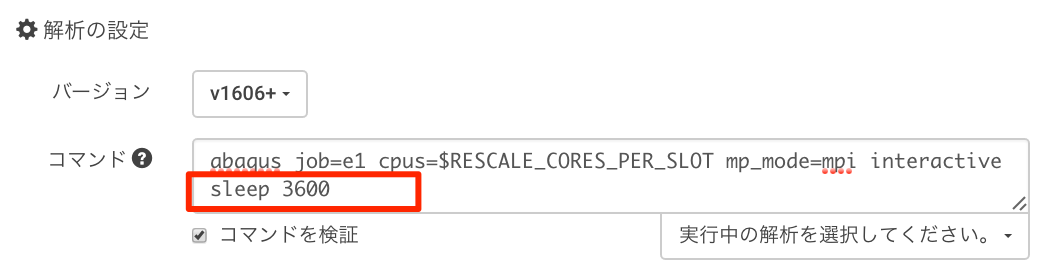 解析の設定
バージョン
v1606+
コマンド
abaqus job=e1 cpus=$RESCALE_CORES_PER_SLOT mp_mode=mpi interactive
sleep 3600
コマンドを検証
実行中の解析を選択してください。